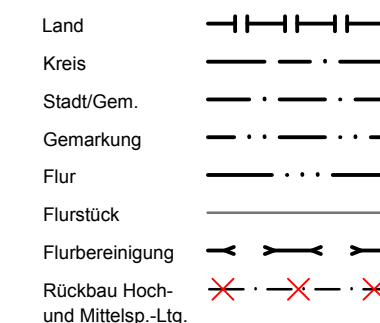 Land
Kreis
Stadt/Gem.
Gemarkung
Flur
Flurstück
Flurbereinigung
Rückbau Hoch-
und Mittelsp.-Ltg.